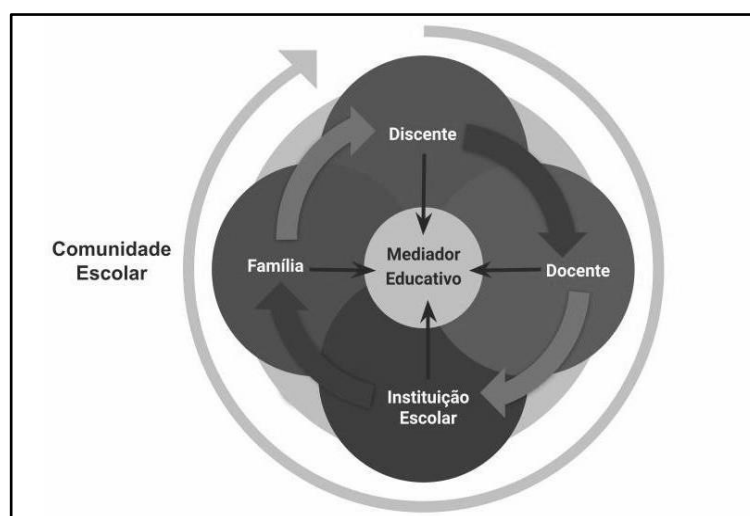 Discente
Comunidade
Escolar
Família
Mediador
Educativo
Docente
Instituição
Escolar